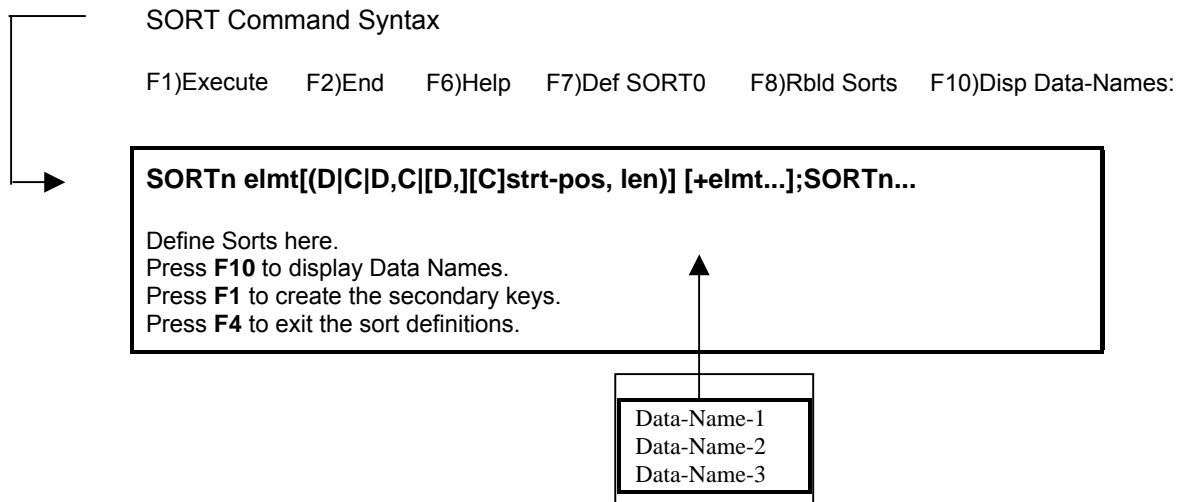 SORT Command Syntax
F1)Execute F2)End F6)Help F7)Def SORT0 F8)Rbld Sorts F10)Disp Data-Names:
SORTn elmt[(D|C|D,C|[D,][C]strt-pos, len)] [+elmt...];SORTn...
Define Sorts here.
Press F10 to display Data Names.
Press F1 to create the secondary keys.
Press F4 to exit the sort definitions.
Data-Name-1
Data-Name-2
Data-Name-3